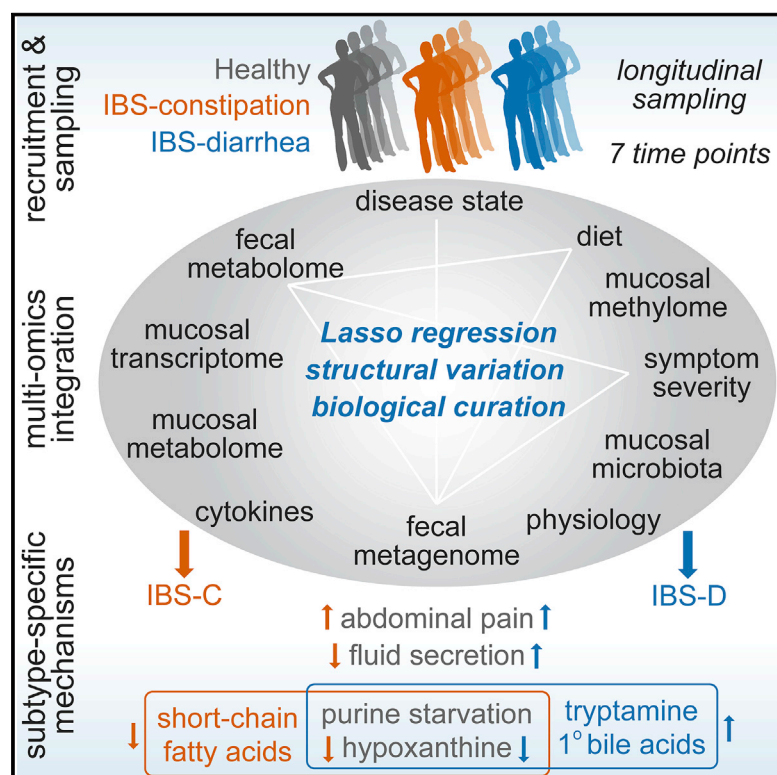 recruitment &
sampling
Healthy
IBS-constipation
IBS-diarrhea
longitudinal
sampling
7 time points
multi-omics
integration
disease state
fecal
metabolome
diet
mucosal
methylome
mucosal
transcriptome
Lasso regression
structural variation
biological curation
symptom
severity
mucosal
metabolome
mucosal
microbiota
cytokines
fecal
metagenome
physiology
subtype-specific
mechanisms
IBS-C
IBS-D
↑ abdominal pain ↑
↓ fluid secretion ↑
↓ short-chain
fatty acids
purine starvation
↓ hypoxanthine ↓
tryptamine
1° bile acids ↑